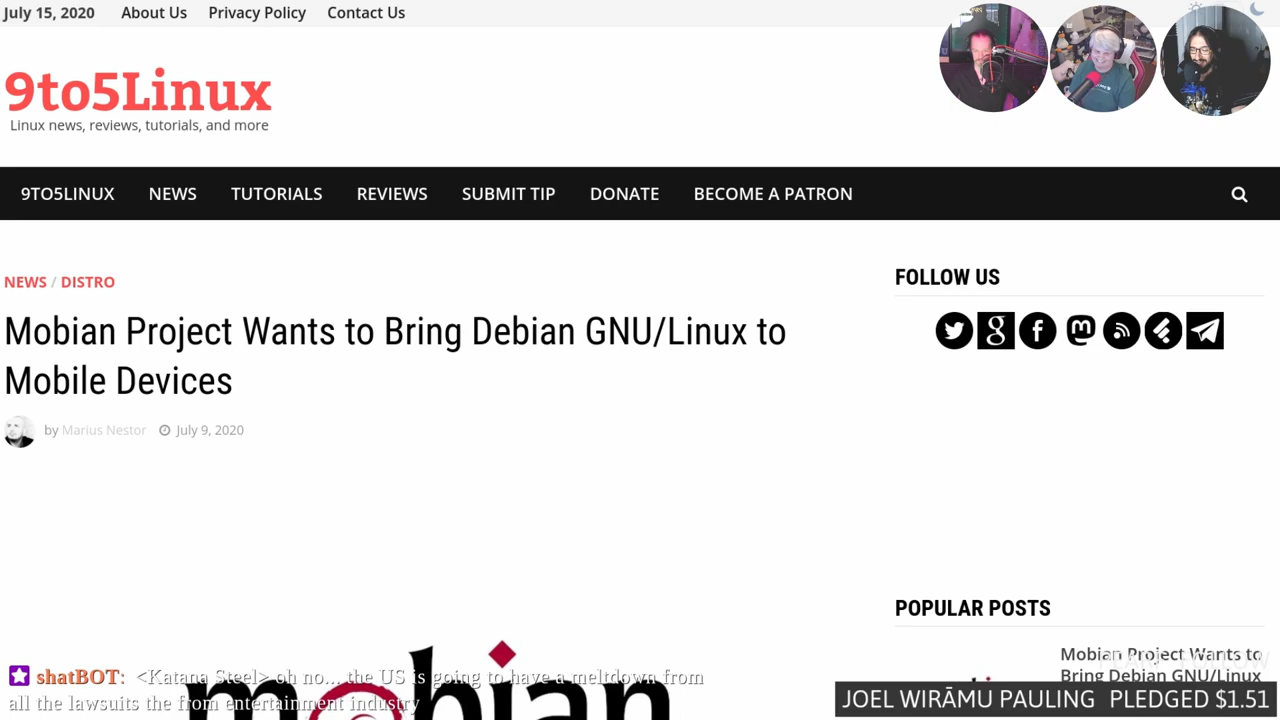 July 15, 2020 About Us Privacy Policy Contact Us
9to5Linux
Linux news, reviews, tutorials, and more
9TO5LINUX NEWS TUTORIALS REVIEWS SUBMIT TIP DONATE BECOME A PATRON
NEWS / DISTRO
Mobian Project Wants to Bring Debian GNU/Linux to
Mobile Devices
by Marius Nestor July 9, 2020
FOLLOW US
POPULAR POSTS
Mobian Project Wants to
Bring Debian GNU/Linux
mobian
shatBOT: <Katana Steel> oh no... the US is going to have a meltdown from
all the lawsuits the from entertainment industry
JOEL WIRĀMU PAULING PLEDGED $1.51